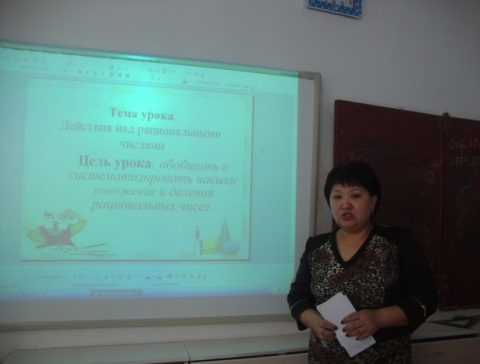 Тема урока:
Действия над рациональными
числами
Цель урока: обобщить и
систематизировать навыки
умножения и деления
рациональных чисел.